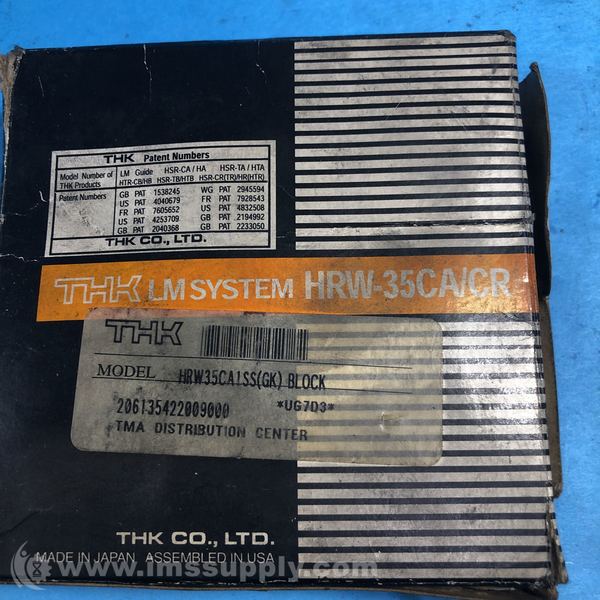 THK Patent Numbers
Model Number of THK Products LM Guide HSR-CA / HA HSR-TA / HTA
HTR-CB/HB HSR-TB/HTB HSR-CR(TR)/HR(HTR)
Patent Numbers GB PAT 1538245 WG PAT 2945594
US PAT 4040679 FR PAT 7928543
FR PAT 7605652 US PAT 4832508
US PAT 4253709 GB PAT 2194992
GB PAT 2040368 GB PAT 2233050
THK CO., LTD.
THK LM SYSTEM HRW-35CA/CR
THK
MODEL HRW35CA1SS(GK) BLOCK
206135422009000 *UG7D3*
TMA DISTRIBUTION CENTER
THK CO., LTD.
MADE IN JAPAN, ASSEMBLED IN USA
www.imssupply.com